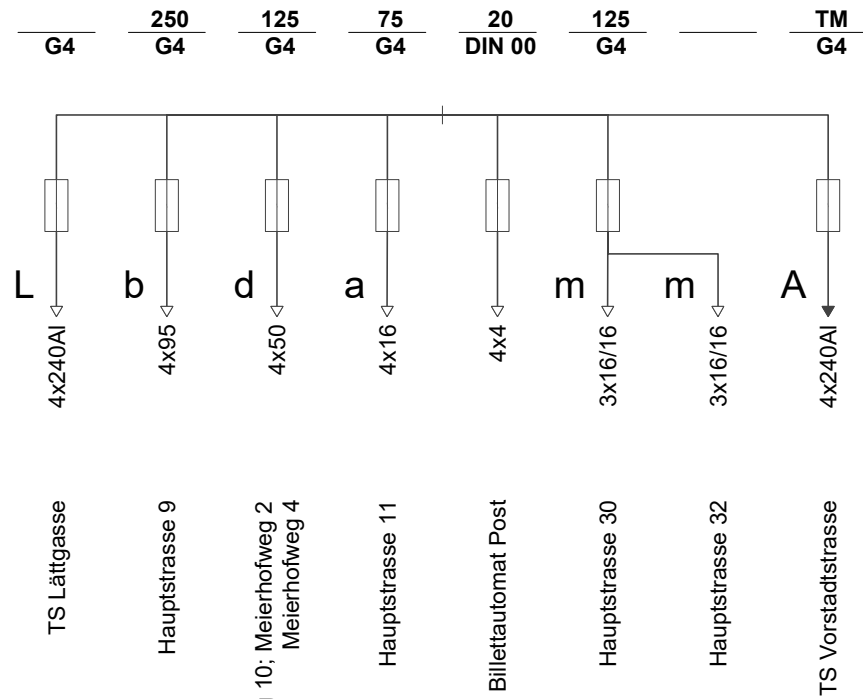 250 125 75 20 125 TM
G4 G4 G4 G4 DIN 00 G4 G4
L b d a m m A
4x240Al 4x95 4x50 4x16 4x4 3x16/16 3x16/16 4x240Al
TS Lättgasse
Hauptstrasse 9
10; Meierhofweg 2
Meierhofweg 4
Hauptstrasse 11
Billettautomat Post
Hauptstrasse 30
Hauptstrasse 32
TS Vorstadtstrasse